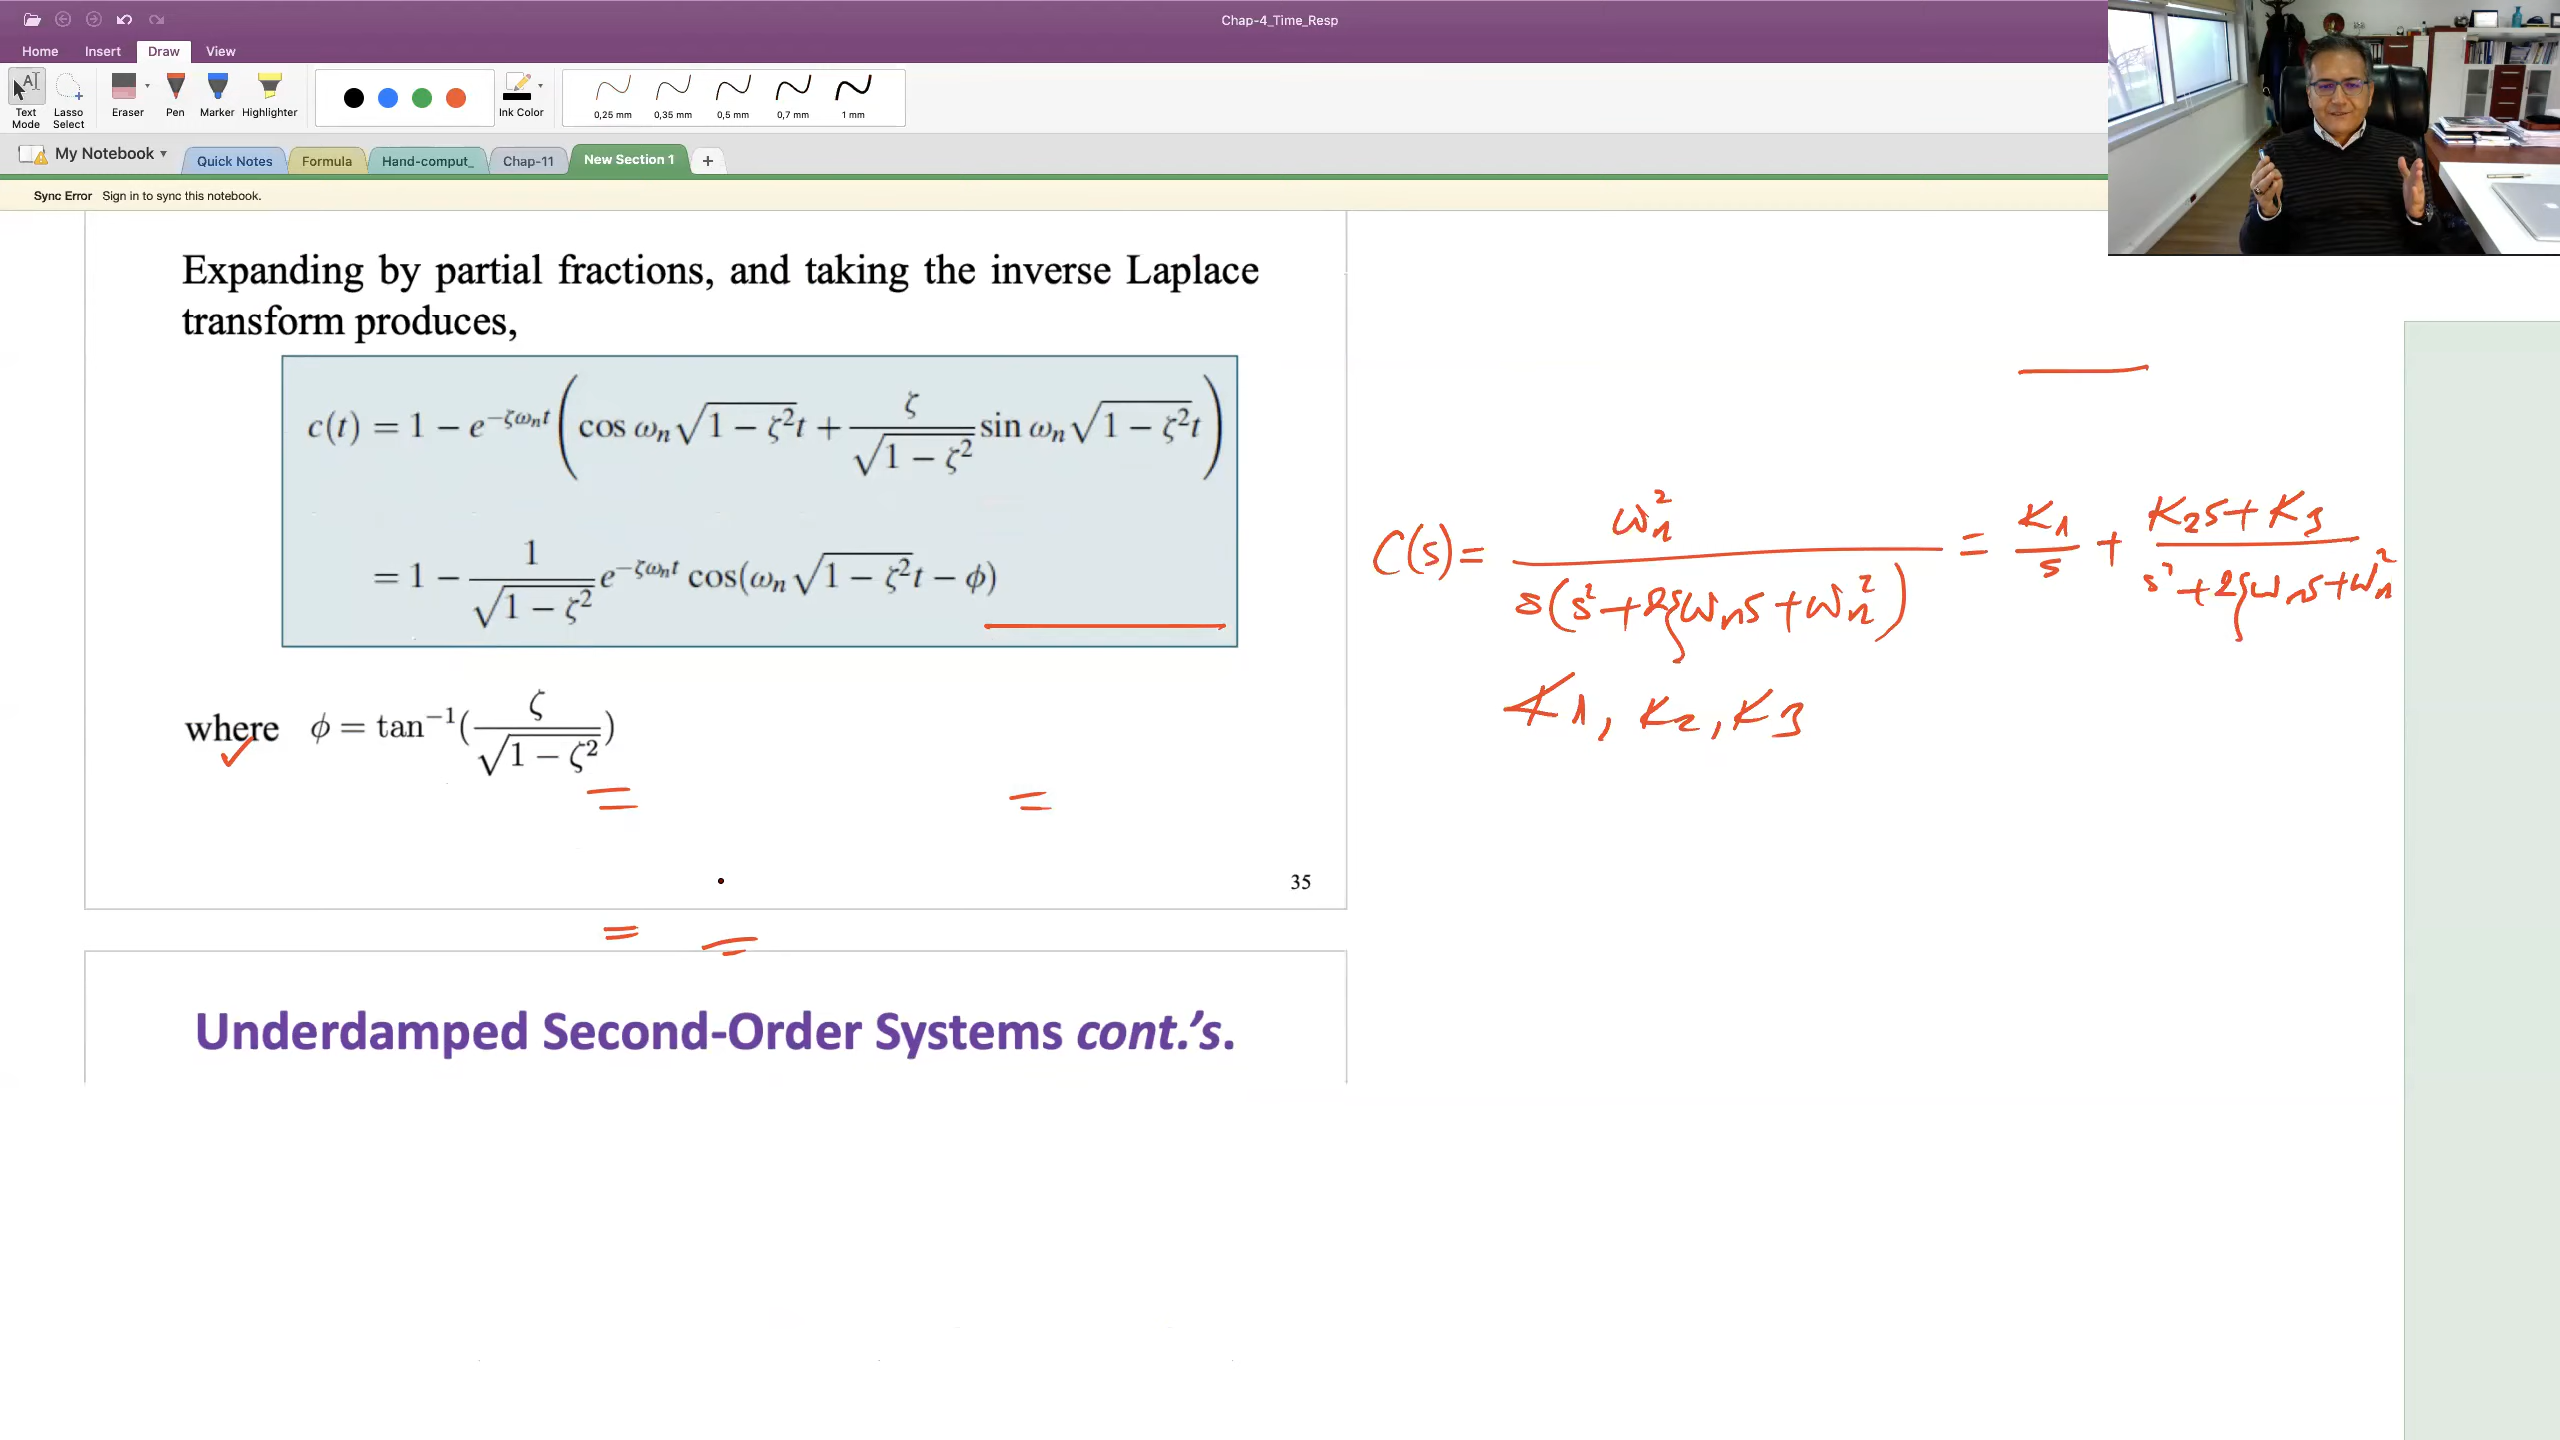 Chap-4_Time_Resp
Home Insert Draw View
Text Mode
Lasso Select
Eraser
Pen
Marker
Highlighter
Ink Color
0,25 mm 0,35 mm 0,5 mm 0,7 mm 1 mm
My Notebook Quick Notes Formula Hand-comput_ Chap-11 New Section 1 +
Sync Error Sign in to sync this notebook.
Expanding by partial fractions, and taking the inverse Laplace
transform produces,
c(t) = 1 − e^{−ζω_n t} ( cos ω_n √(1 − ζ²) t + ζ/√(1 − ζ²) sin ω_n √(1 − ζ²) t )
= 1 − 1/√(1 − ζ²) e^{−ζω_n t} cos(ω_n √(1 − ζ²) t − φ)
where φ = tan⁻¹( ζ/√(1 − ζ²) )
35
Underdamped Second-Order Systems cont.'s.
C(s) = ω_n² / s(s² + 2ζω_n s + ω_n²) = K1/s + (K2s + K3)/(s² + 2ζω_n s + ω_n²)
K1, K2, K3